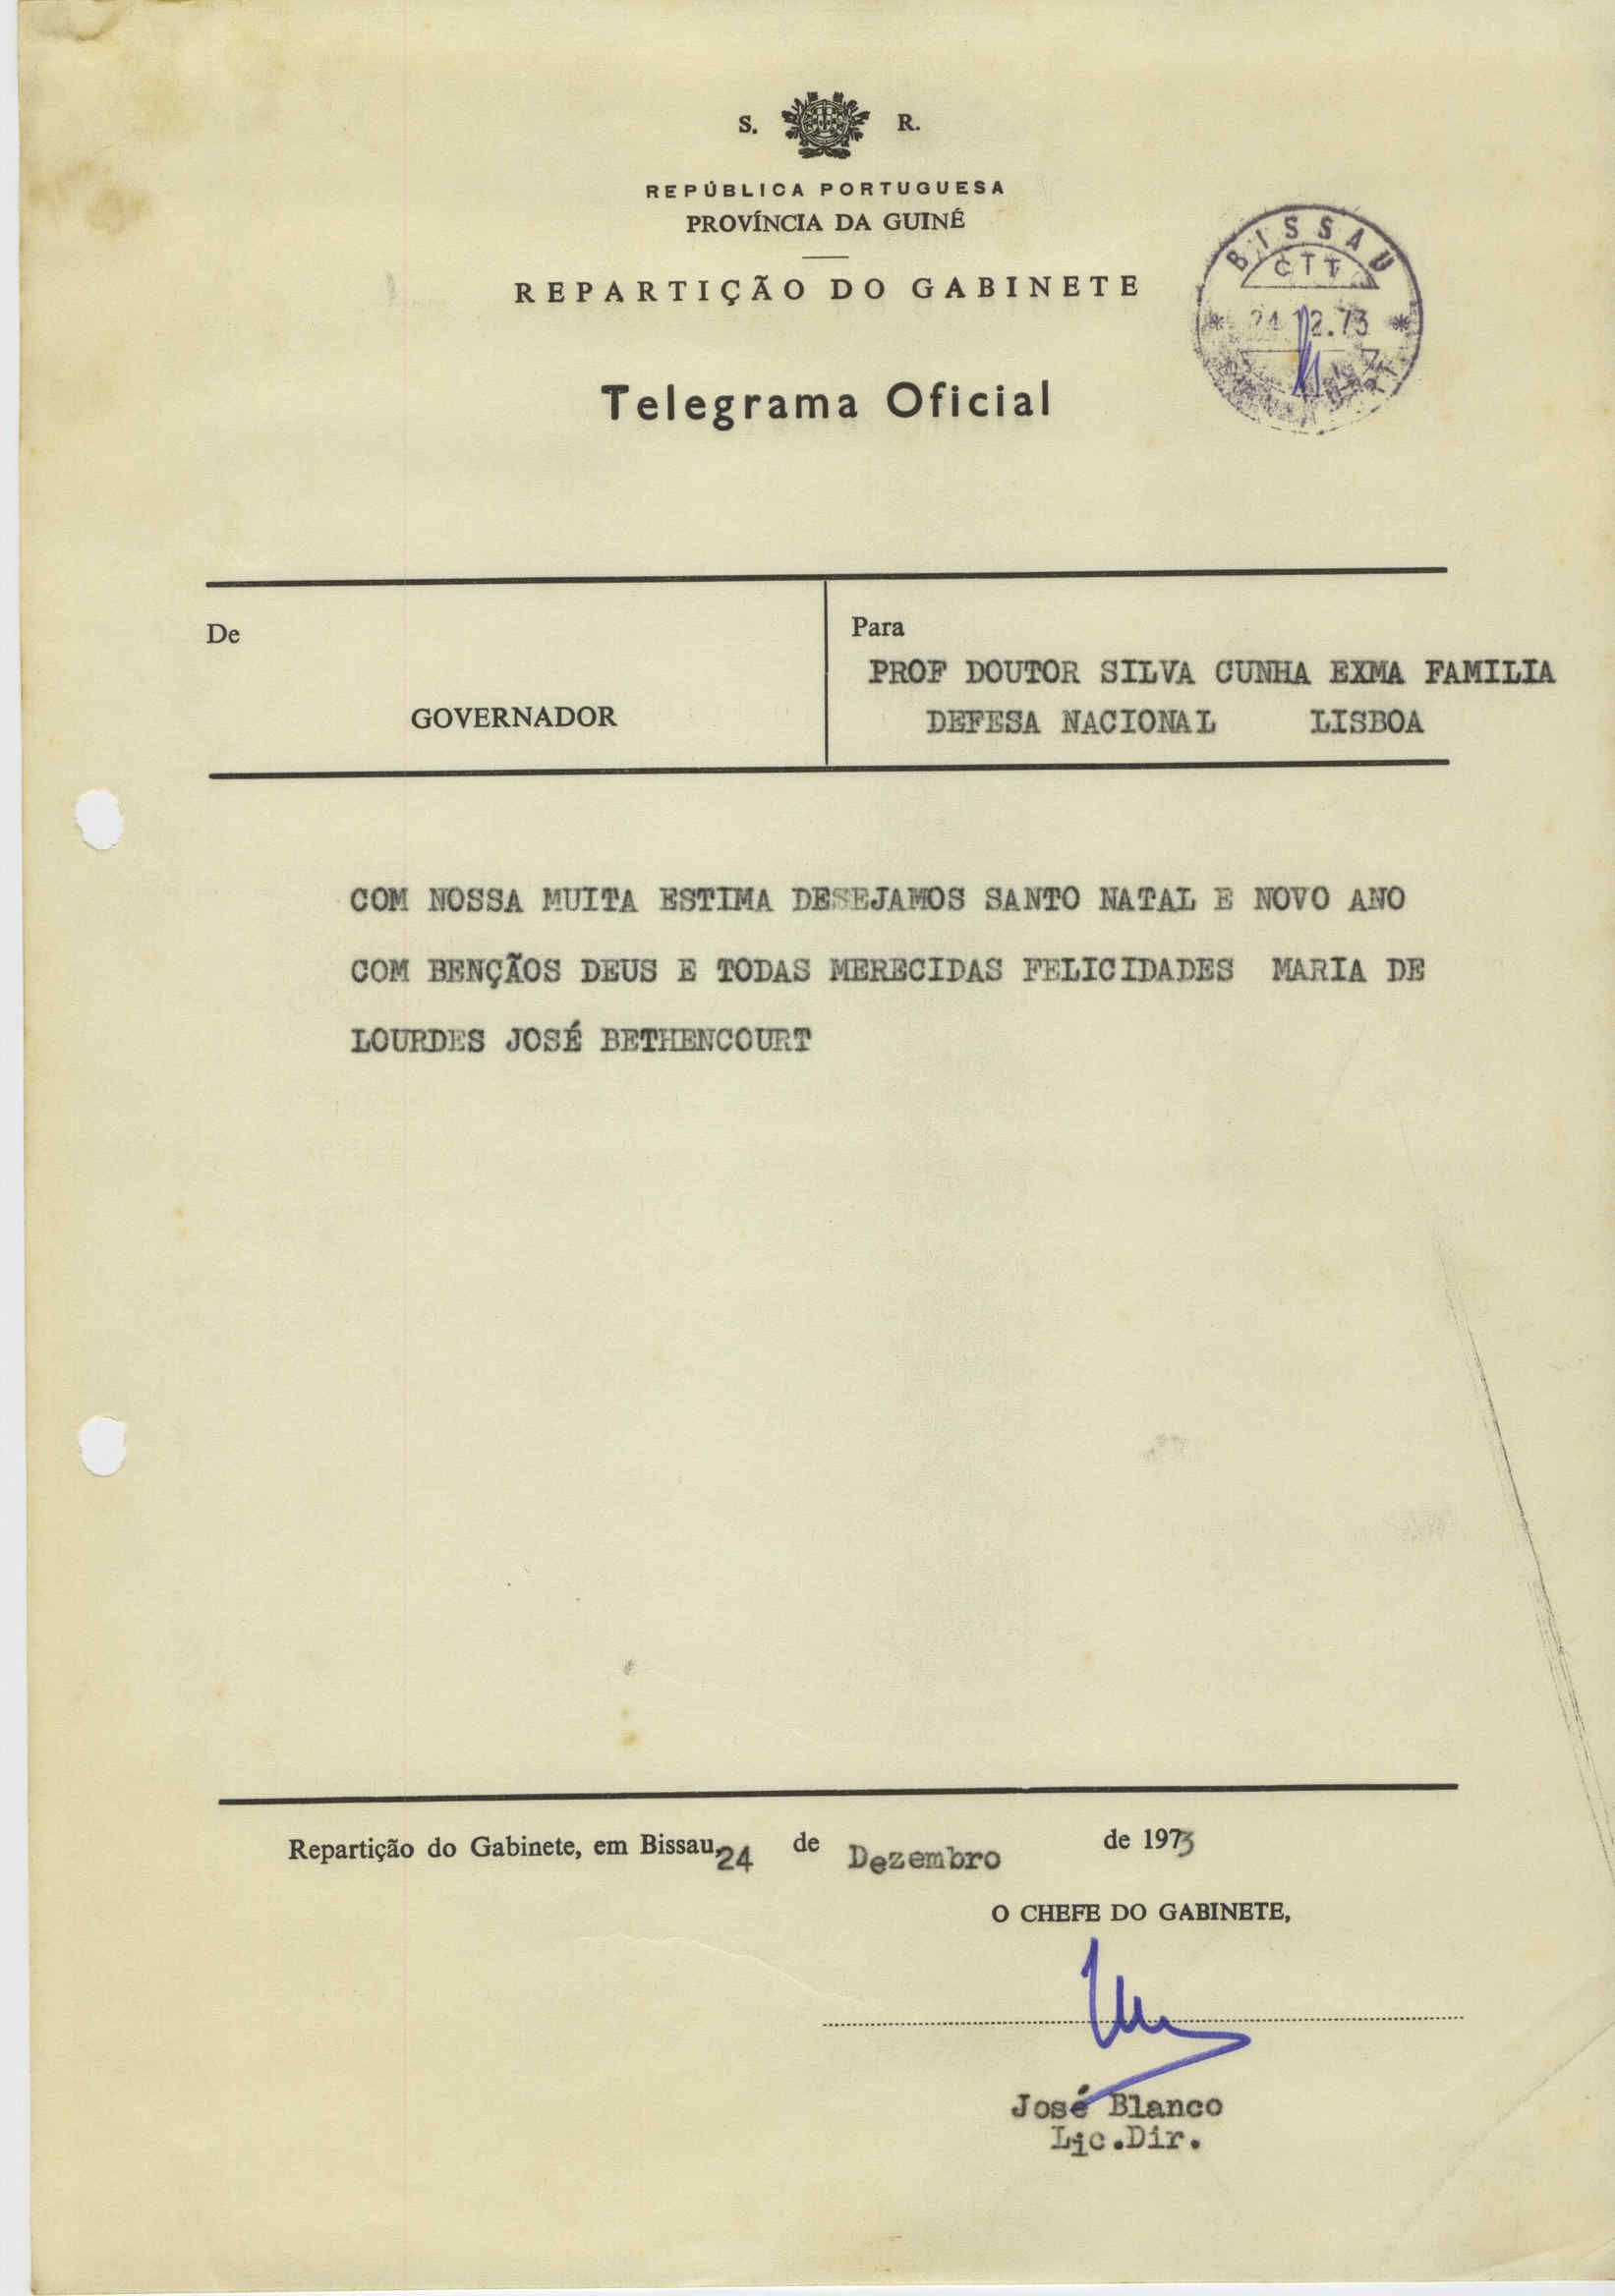 S. R.
REPÚBLICA PORTUGUESA
PROVÍNCIA DA GUINÉ
REPARTIÇÃO DO GABINETE
BISSAU
CTT
* 24.12.73 *
Telegrama Oficial
De
GOVERNADOR
Para
PROF DOUTOR SILVA CUNHA EXMA FAMILIA
DEFESA NACIONAL LISBOA
COM NOSSA MUITA ESTIMA DESEJAMOS SANTO NATAL E NOVO ANO
COM BENÇÃOS DEUS E TODAS MERECIDAS FELICIDADES MARIA DE
LOURDES JOSÉ BETHENCOURT
Repartição do Gabinete, em Bissau, 24 de Dezembro de 1973
O CHEFE DO GABINETE,
José Blanco
Lic.Dir.